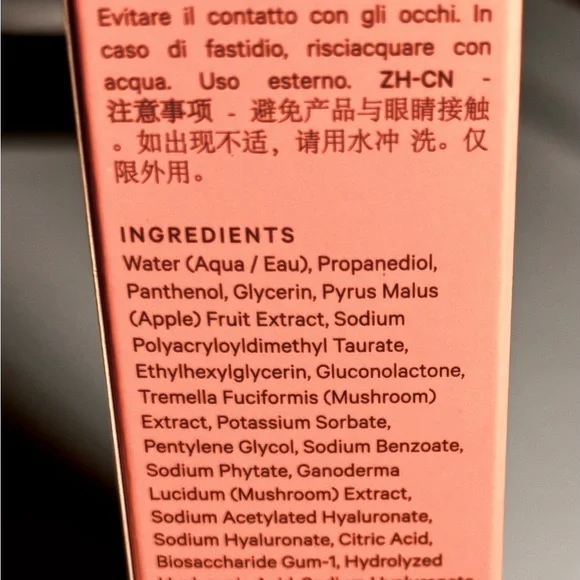 Evitare il contatto con gli occhi. In
caso di fastidio, risciacquare con
acqua. Uso esterno. ZH-CN -
注意事项 - 避免产品与眼睛接触
。如出现不适，请用水冲 洗。仅
限外用。
INGREDIENTS
Water (Aqua / Eau), Propanediol,
Panthenol, Glycerin, Pyrus Malus
(Apple) Fruit Extract, Sodium
Polyacryloyldimethyl Taurate,
Ethylhexylglycerin, Gluconolactone,
Tremella Fuciformis (Mushroom)
Extract, Potassium Sorbate,
Pentylene Glycol, Sodium Benzoate,
Sodium Phytate, Ganoderma
Lucidum (Mushroom) Extract,
Sodium Acetylated Hyaluronate,
Sodium Hyaluronate, Citric Acid,
Biosaccharide Gum-1, Hydrolyzed